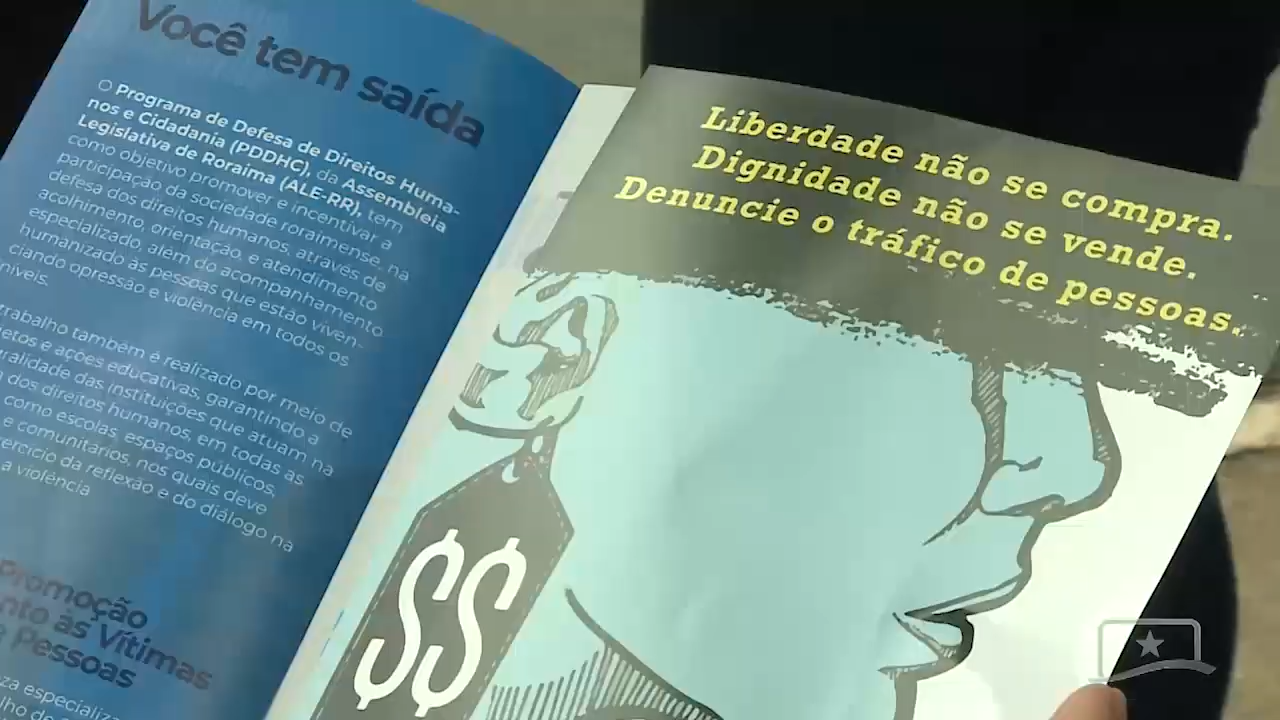 Você tem saída
O Programa de Defesa de Direitos Huma-
nos e Cidadania (PDDHC), da Assembleia
Legislativa de Roraima (ALE-RR), tem
como objetivo promover e incentivar a
participação da sociedade roraimense, na
defesa dos direitos humanos, através de
acolhimento, orientação, e atendimento
especializado, além do acompanhamento
humanizado às pessoas que estão viven-
ciando opressão e violência em todos os
níveis.
trabalho também é realizado por meio de
etos e ações educativas, garantindo a
ralidade das instituições que atuam na
dos direitos humanos, em todas as
como escolas, espaços públicos,
e comunitários, nos quais deve
ercício da reflexão e do diálogo na
a violência
Promoção
nto às Vítimas
e Pessoas
za especializ
lho de
Liberdade não se compra.
Dignidade não se vende.
Denuncie o tráfico de pessoas.
$$